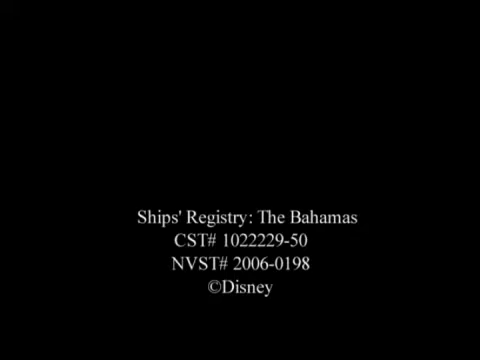 Ships' Registry: The Bahamas
CST# 1022229-50
NVST# 2006-0198
©Disney